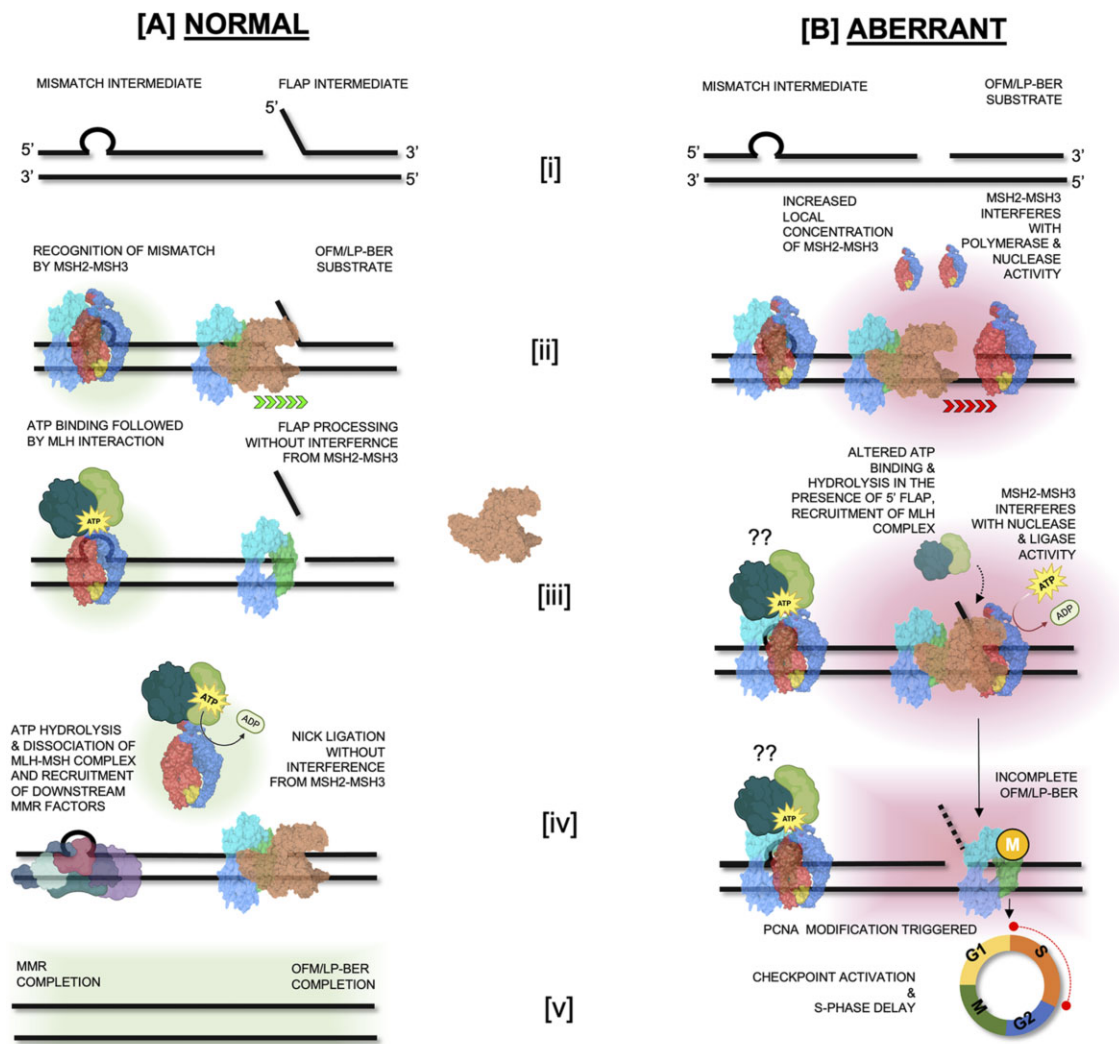 [A] NORMAL
MISMATCH INTERMEDIATE
FLAP INTERMEDIATE
5'
5'
3'
3'
5'
[i]
RECOGNITION OF MISMATCH
BY MSH2-MSH3
OFM/LP-BER
SUBSTRATE
[ii]
ATP BINDING FOLLOWED
BY MLH INTERACTION
FLAP PROCESSING
WITHOUT INTERFERNCE
FROM MSH2-MSH3
ATP
[iii]
ATP
ADP
ATP HYDROLYSIS
& DISSOCIATION OF
MLH-MSH COMPLEX
AND RECRUITMENT
OF DOWNSTREAM
MMR FACTORS
NICK LIGATION
WITHOUT
INTERFERENCE
FROM MSH2-MSH3
[iv]
MMR
COMPLETION
OFM/LP-BER
COMPLETION
[v]
[B] ABERRANT
MISMATCH INTERMEDIATE
OFM/LP-BER
SUBSTRATE
5'
3'
3'
5'
INCREASED
LOCAL
CONCENTRATION
OF MSH2-MSH3
MSH2-MSH3
INTERFERES
WITH
POLYMERASE &
NUCLEASE
ACTIVITY
ALTERED ATP
BINDING &
HYDROLYSIS IN THE
PRESENCE OF 5' FLAP,
RECRUITMENT OF MLH
COMPLEX
MSH2-MSH3
INTERFERES
WITH NUCLEASE
& LIGASE
ACTIVITY
??
ATP
ATP
ADP
??
ATP
INCOMPLETE
OFM/LP-BER
M
PCNA MODIFICATION TRIGGERED
CHECKPOINT ACTIVATION
&
S-PHASE DELAY
G1
S
M
G2